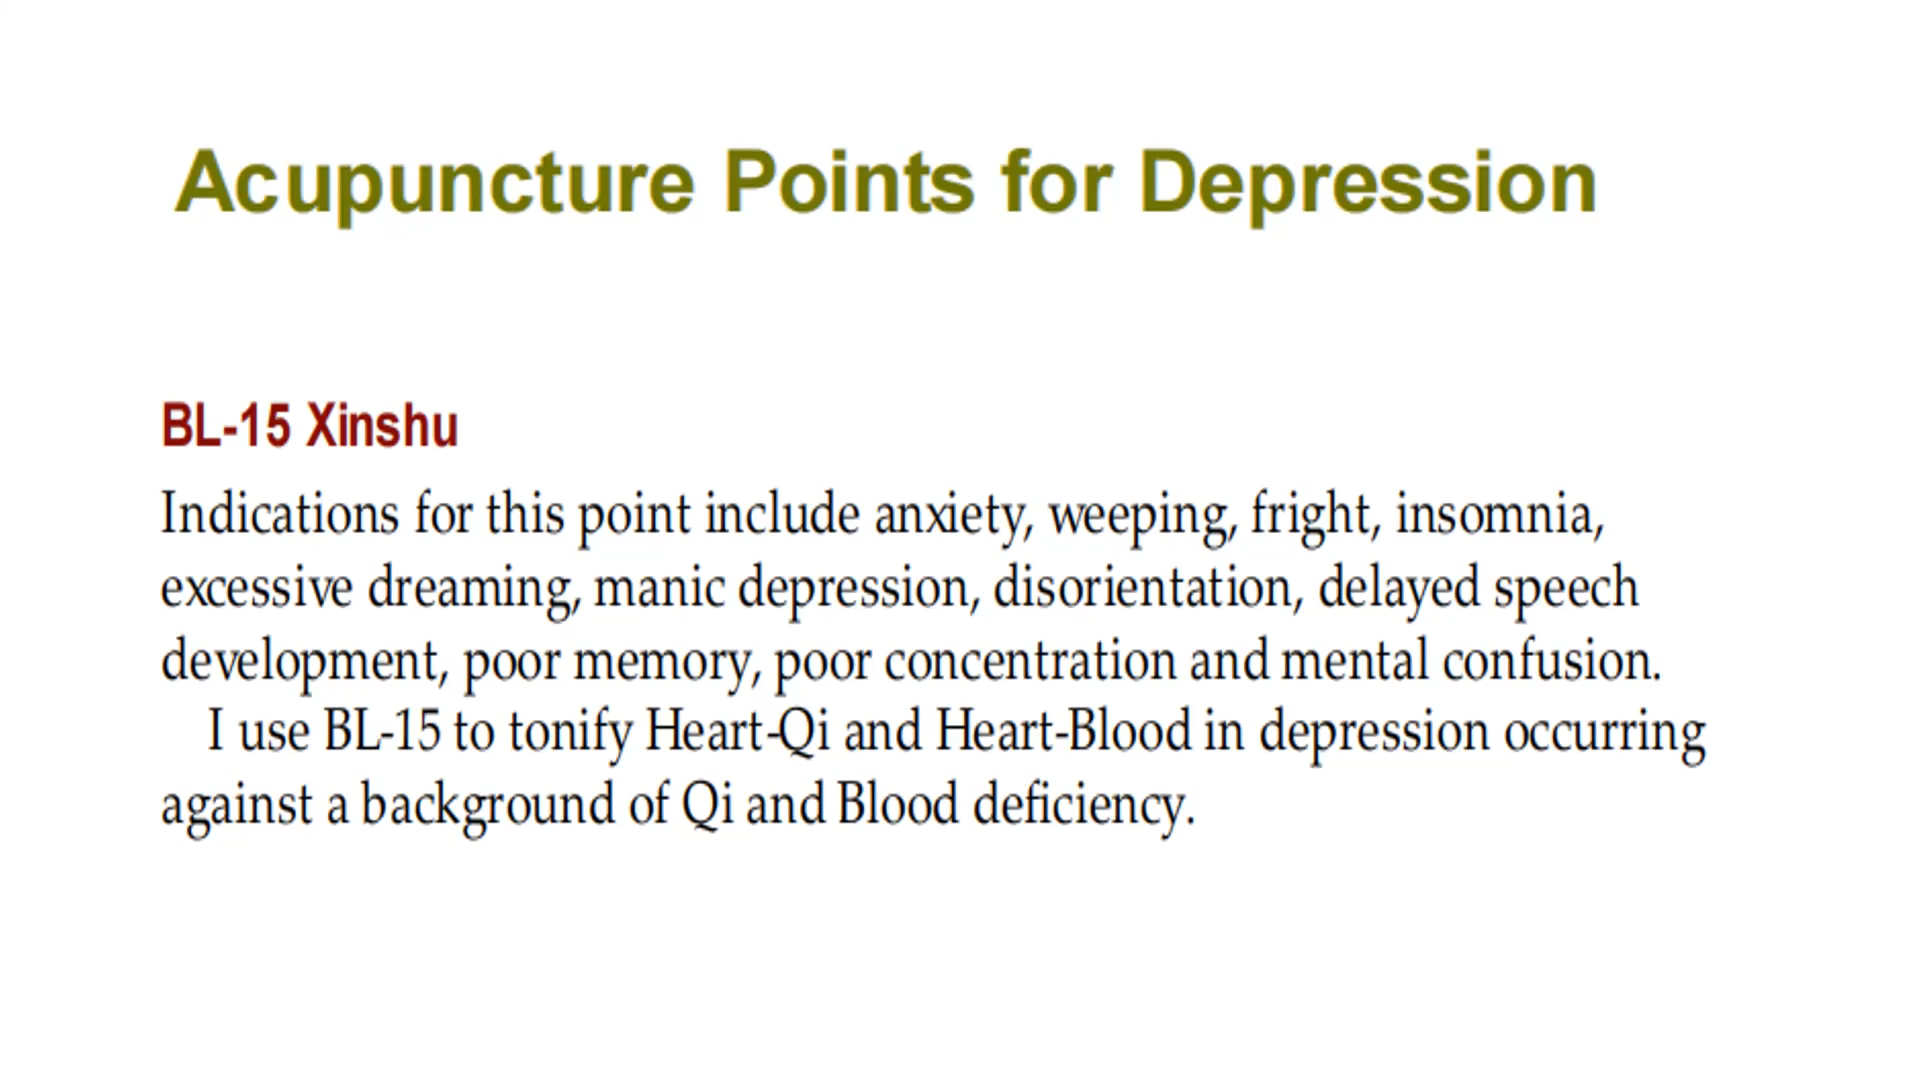 Acupuncture Points for Depression
BL-15 Xinshu
Indications for this point include anxiety, weeping, fright, insomnia,
excessive dreaming, manic depression, disorientation, delayed speech
development, poor memory, poor concentration and mental confusion.
I use BL-15 to tonify Heart-Qi and Heart-Blood in depression occurring
against a background of Qi and Blood deficiency.